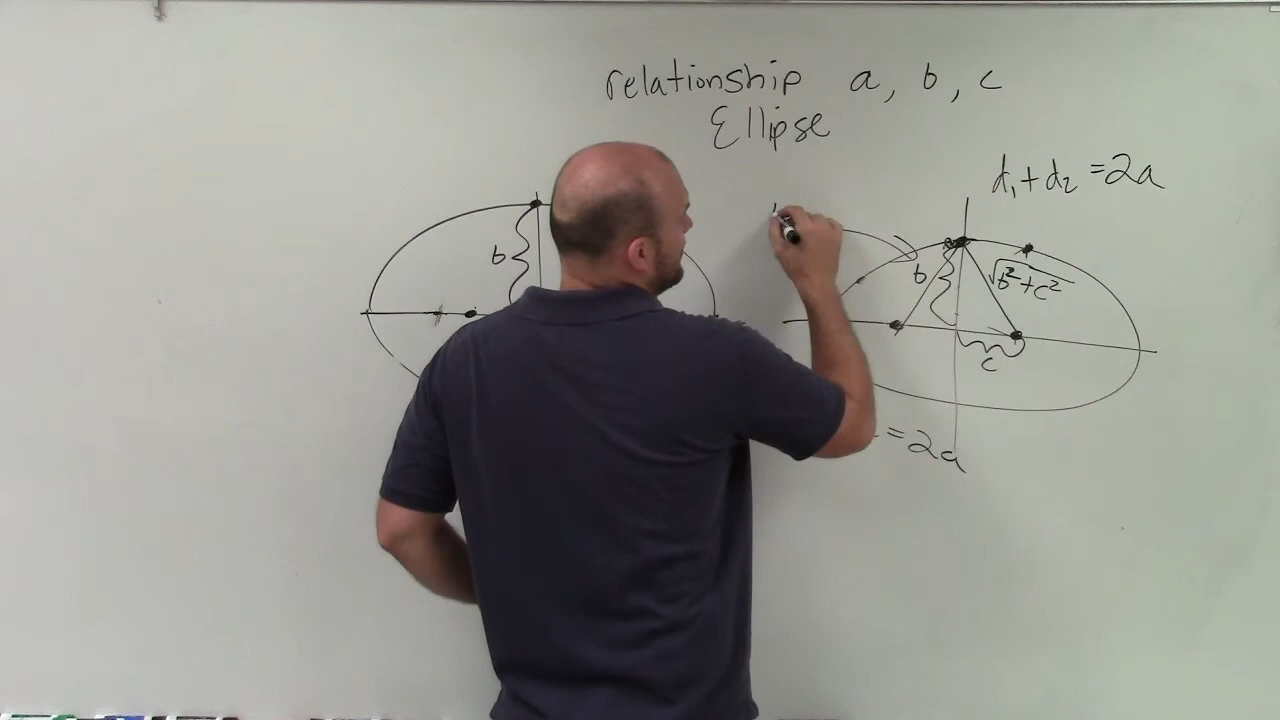 relationship a, b, c
Ellipse
d₁+d₂=2a
b
b
√b²+c²
c
=2a